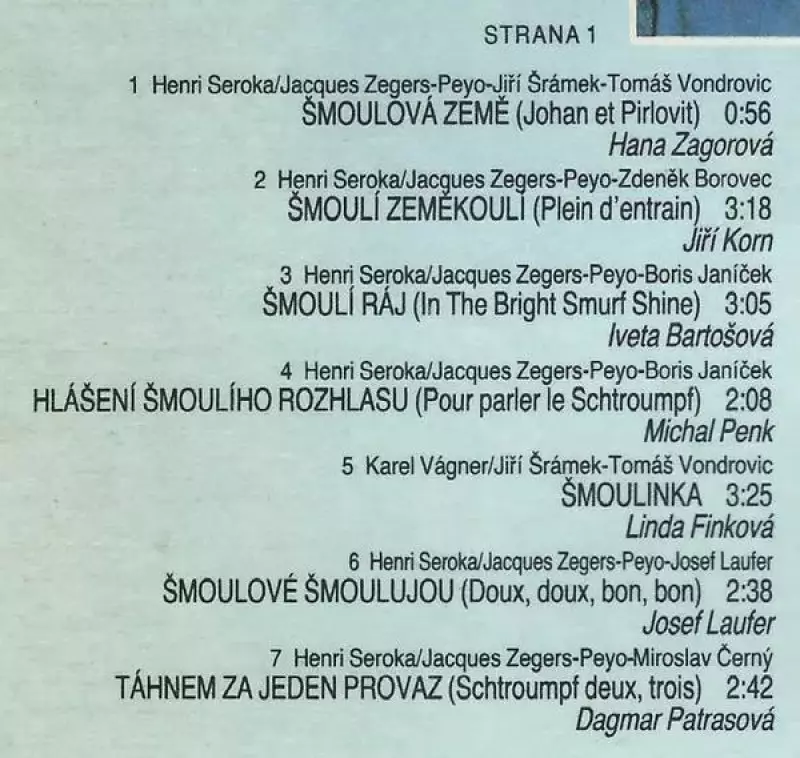 STRANA 1
1 Henri Seroka/Jacques Zegers-Peyo-Jiří Šrámek-Tomáš Vondrovic
ŠMOULOVÁ ZEMĚ (Johan et Pirlovit) 0:56
Hana Zagorová
2 Henri Seroka/Jacques Zegers-Peyo-Zdeněk Borovec
ŠMOULÍ ZEMĚKOULÍ (Plein d'entrain) 3:18
Jiří Korn
3 Henri Seroka/Jacques Zegers-Peyo-Boris Janíček
ŠMOULÍ RÁJ (In The Bright Smurf Shine) 3:05
Iveta Bartošová
4 Henri Seroka/Jacques Zegers-Peyo-Boris Janíček
HLÁŠENÍ ŠMOULÍHO ROZHLASU (Pour parler le Schtroumpf) 2:08
Michal Penk
5 Karel Vágner/Jiří Šrámek-Tomáš Vondrovic
ŠMOULINKA 3:25
Linda Finková
6 Henri Seroka/Jacques Zegers-Peyo-Josef Laufer
ŠMOULOVÉ ŠMOULUJOU (Doux, doux, bon, bon) 2:38
Josef Laufer
7 Henri Seroka/Jacques Zegers-Peyo-Miroslav Černý
TÁHNEM ZA JEDEN PROVAZ (Schtroumpf deux, trois) 2:42
Dagmar Patrasová